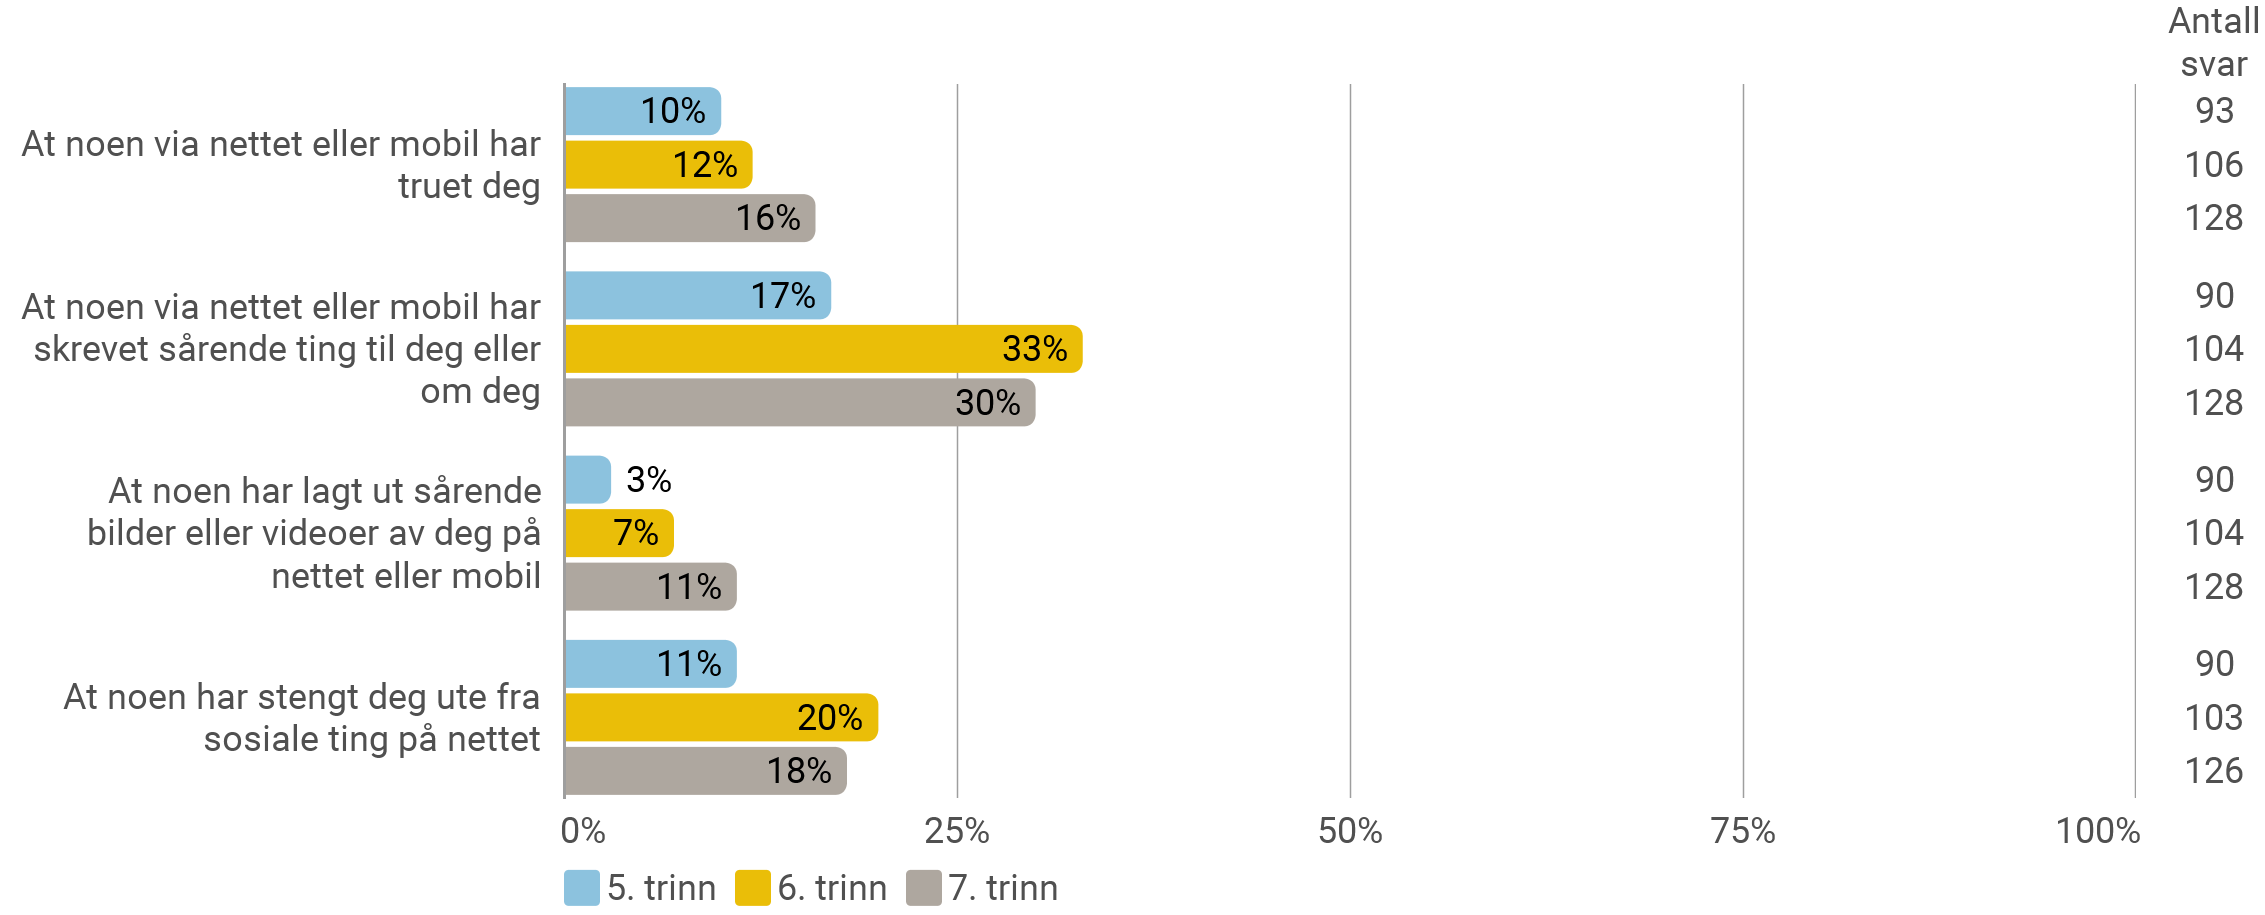 Antall
svar
At noen via nettet eller mobil har
truet deg
10%
93
12%
106
16%
128
At noen via nettet eller mobil har
skrevet sårende ting til deg eller
om deg
17%
90
33%
104
30%
128
At noen har lagt ut sårende
bilder eller videoer av deg på
nettet eller mobil
3%
90
7%
104
11%
128
At noen har stengt deg ute fra
sosiale ting på nettet
11%
90
20%
103
18%
126
0% 25% 50% 75% 100%
5. trinn 6. trinn 7. trinn